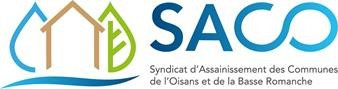 SACO
Syndicat d'Assainissement des Communes
de l'Oisans et de la Basse Romanche